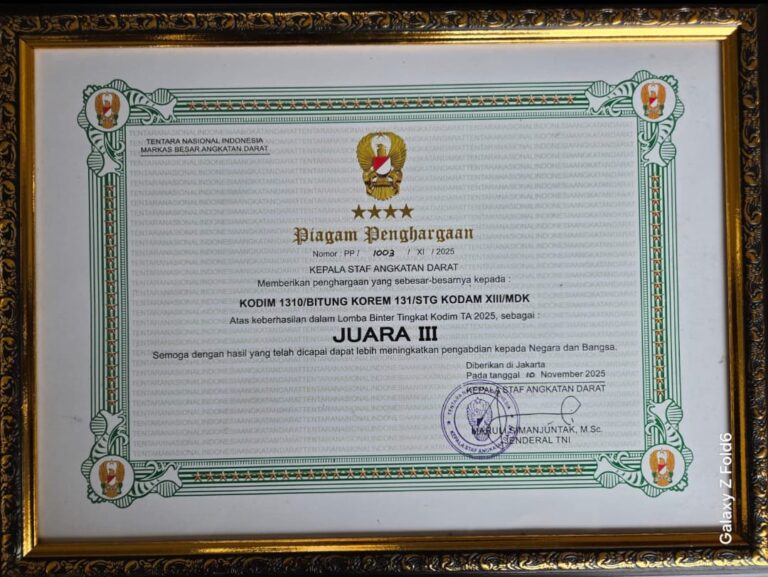 TENTARA NASIONAL INDONESIA
MARKAS BESAR ANGKATAN DARAT
Piagam Penghargaan
Nomor : PP / 1003 / XI / 2025
KEPALA STAF ANGKATAN DARAT
Memberikan penghargaan yang sebesar-besarnya kepada :
KODIM 1310/BITUNG KOREM 131/STG KODAM XIII/MDK
Atas keberhasilan dalam Lomba Binter Tingkat Kodim TA 2025, sebagai :
JUARA III
Semoga dengan hasil yang telah dicapai dapat lebih meningkatkan pengabdian kepada Negara dan Bangsa.
Diberikan di Jakarta
Pada tanggal 10 November 2025
KEPALA STAF ANGKATAN DARAT
MARULI SIMANJUNTAK, M.Sc.
JENDERAL TNI
KEPALA STAF ANGKATAN
Galaxy Z Fold6